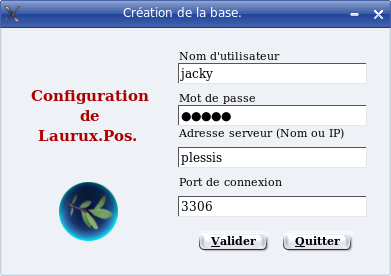 Création de la base.
Nom d'utilisateur
jacky
Configuration
de
Laurux.Pos.
Mot de passe
●●●●●
Adresse serveur (Nom ou IP)
plessis
Port de connexion
3306
Valider Quitter